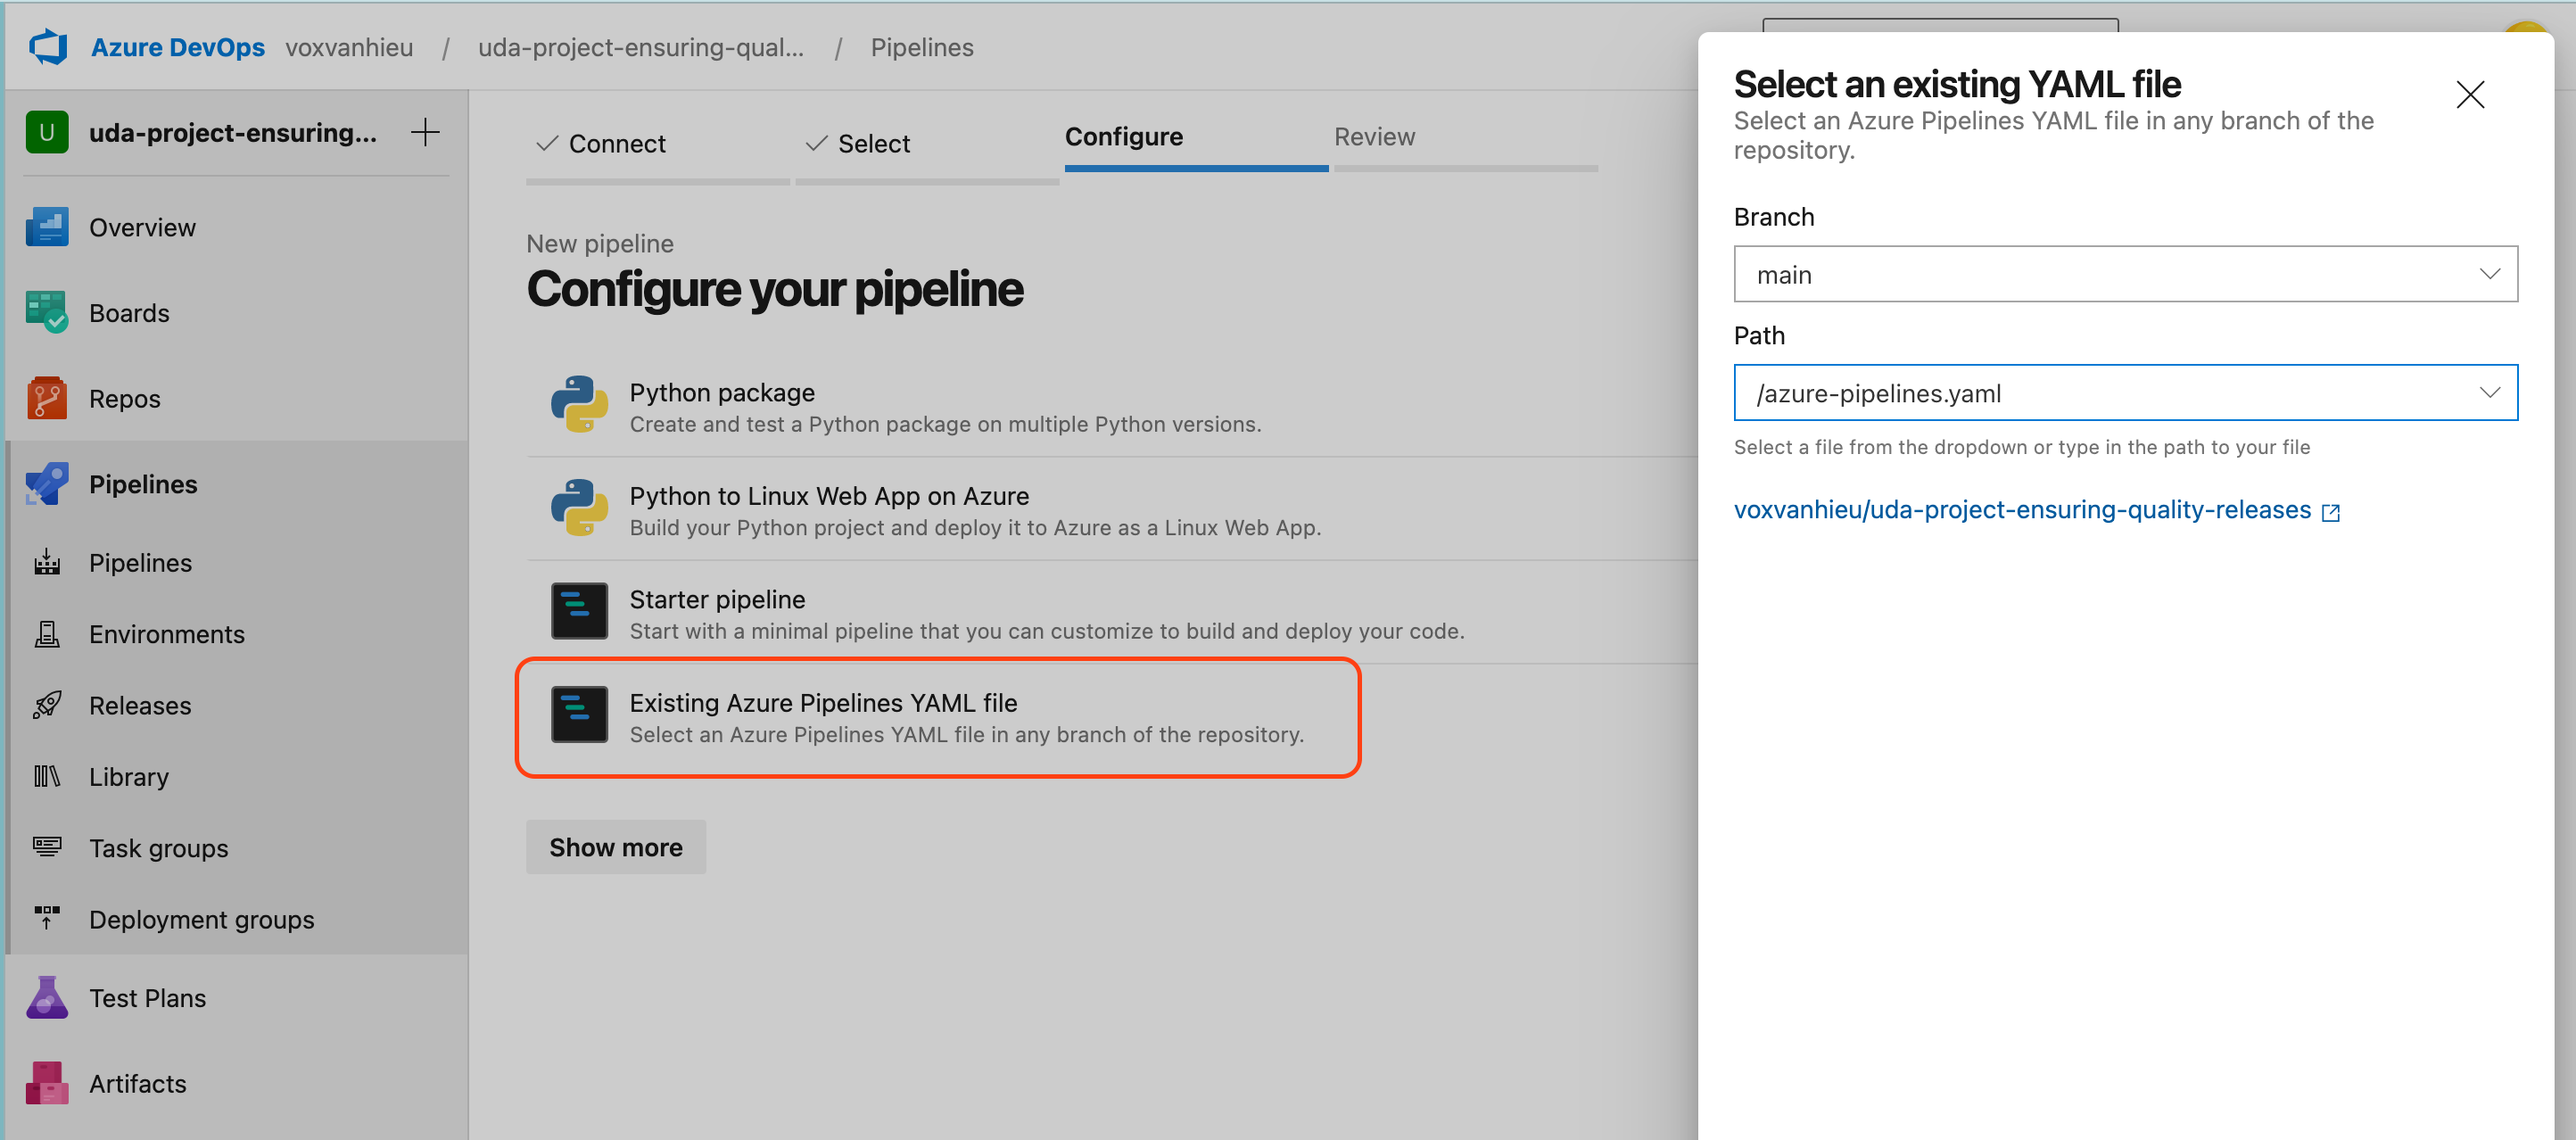 Azure DevOps voxvanhieu / uda-project-ensuring-qual... / Pipelines
U uda-project-ensuring...
Overview
Boards
Repos
Pipelines
Pipelines
Environments
Releases
Library
Task groups
Deployment groups
Test Plans
Artifacts
Connect
Select
Configure
Review
New pipeline
Configure your pipeline
Python package
Create and test a Python package on multiple Python versions.
Python to Linux Web App on Azure
Build your Python project and deploy it to Azure as a Linux Web App.
Starter pipeline
Start with a minimal pipeline that you can customize to build and deploy your code.
Existing Azure Pipelines YAML file
Select an Azure Pipelines YAML file in any branch of the repository.
Show more
Select an existing YAML file
Select an Azure Pipelines YAML file in any branch of the
repository.
Branch
main
Path
/azure-pipelines.yaml
Select a file from the dropdown or type in the path to your file
voxvanhieu/uda-project-ensuring-quality-releases